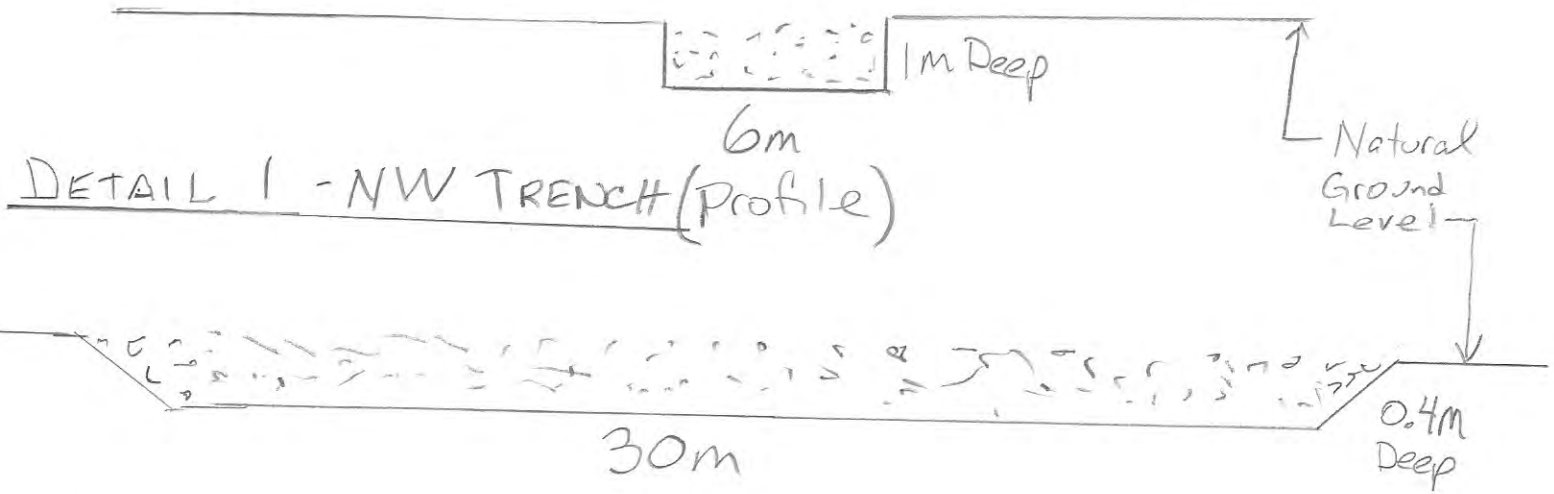 1m Deep
6m
Natural
Ground
Level
DETAIL 1 - NW TRENCH (Profile)
30m
0.4m
Deep